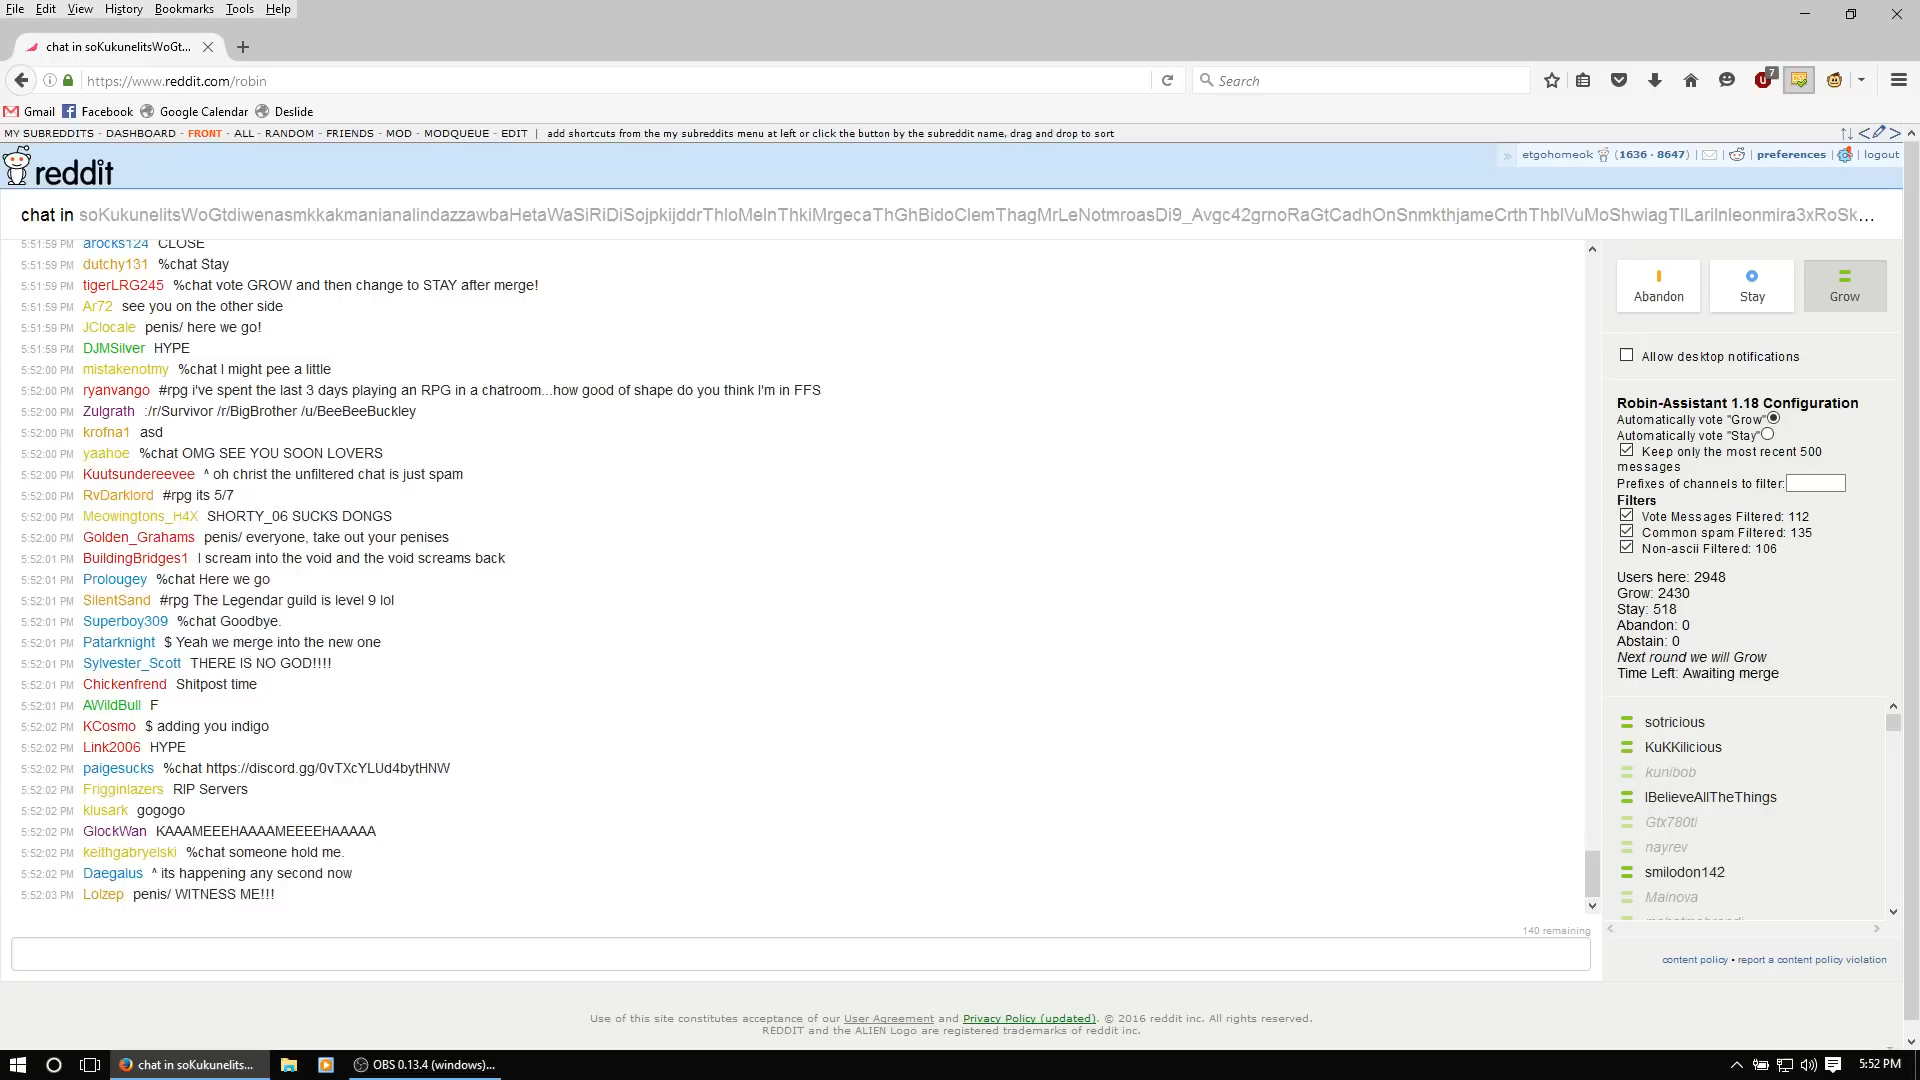 File Edit View History Bookmarks Tools Help
chat in soKukunelitsWoGt...
https://www.reddit.com/robin
Search
7
Gmail Facebook Google Calendar Deslide
MY SUBREDDITS - DASHBOARD - FRONT - ALL - RANDOM - FRIENDS - MOD - MODQUEUE - EDIT | add shortcuts from the my subreddits menu at left or click the button by the subreddit name, drag and drop to sort
reddit
etgohomeok (1636 · 8647) | | | preferences | | logout
chat in soKukunelitsWoGtdiwenasmkkakmanianalindazzawbaHetaWaSiRiDiSojpkijddrThloMelnThkiMrgecaThGhBidoClemThagMrLeNotmroasDi9_Avgc42grnoRaGtCadhOnSnmkthjameCrthThblVuMoShwiagTlLarilnleonmira3xRoSk...
5:51:59 PM arocks124 CLOSE
5:51:59 PM dutchy131 %chat Stay
5:51:59 PM tigerLRG245 %chat vote GROW and then change to STAY after merge!
5:51:59 PM Ar72 see you on the other side
5:51:59 PM JClocale penis/ here we go!
5:51:59 PM DJMSilver HYPE
5:52:00 PM mistakenotmy %chat I might pee a little
5:52:00 PM ryanvango #rpg i've spent the last 3 days playing an RPG in a chatroom...how good of shape do you think I'm in FFS
5:52:00 PM Zulgrath :/r/Survivor /r/BigBrother /u/BeeBeeBuckley
5:52:00 PM krofna1 asd
5:52:00 PM yaahoe %chat OMG SEE YOU SOON LOVERS
5:52:00 PM Kuutsundereevee ^ oh christ the unfiltered chat is just spam
5:52:00 PM RvDarklord #rpg its 5/7
5:52:00 PM Meowingtons_H4X SHORTY_06 SUCKS DONGS
5:52:00 PM Golden_Grahams penis/ everyone, take out your penises
5:52:01 PM BuildingBridges1 I scream into the void and the void screams back
5:52:01 PM Prolougey %chat Here we go
5:52:01 PM SilentSand #rpg The Legendar guild is level 9 lol
5:52:01 PM Superboy309 %chat Goodbye.
5:52:01 PM Patarknight $ Yeah we merge into the new one
5:52:01 PM Sylvester_Scott THERE IS NO GOD!!!!
5:52:01 PM Chickenfrend Shitpost time
5:52:01 PM AWildBull F
5:52:02 PM KCosmo $ adding you indigo
5:52:02 PM Link2006 HYPE
5:52:02 PM paigesucks %chat https://discord.gg/0vTXcYLUd4bytHNW
5:52:02 PM Frigginlazers RIP Servers
5:52:02 PM klusark gogogo
5:52:02 PM GlockWan KAAAMEEEHAAAAMEEEEHAAAAA
5:52:02 PM keithgabryelski %chat someone hold me.
5:52:02 PM Daegalus ^ its happening any second now
5:52:03 PM Lolzep penis/ WITNESS ME!!!
140 remaining
Abandon Stay Grow
Allow desktop notifications
Robin-Assistant 1.18 Configuration
Automatically vote "Grow"
Automatically vote "Stay"
Keep only the most recent 500
messages
Prefixes of channels to filter:
Filters
Vote Messages Filtered: 112
Common spam Filtered: 135
Non-ascii Filtered: 106
Users here: 2948
Grow: 2430
Stay: 518
Abandon: 0
Abstain: 0
Next round we will Grow
Time Left: Awaiting merge
sotricious
KuKKilicious
kunibob
IBelieveAllTheThings
Gtx780ti
nayrev
smilodon142
Mainova
content policy • report a content policy violation
Use of this site constitutes acceptance of our User Agreement and Privacy Policy (updated). © 2016 reddit inc. All rights reserved.
REDDIT and the ALIEN Logo are registered trademarks of reddit inc.
chat in soKukunelits... OBS 0.13.4 (windows)... 5:52 PM